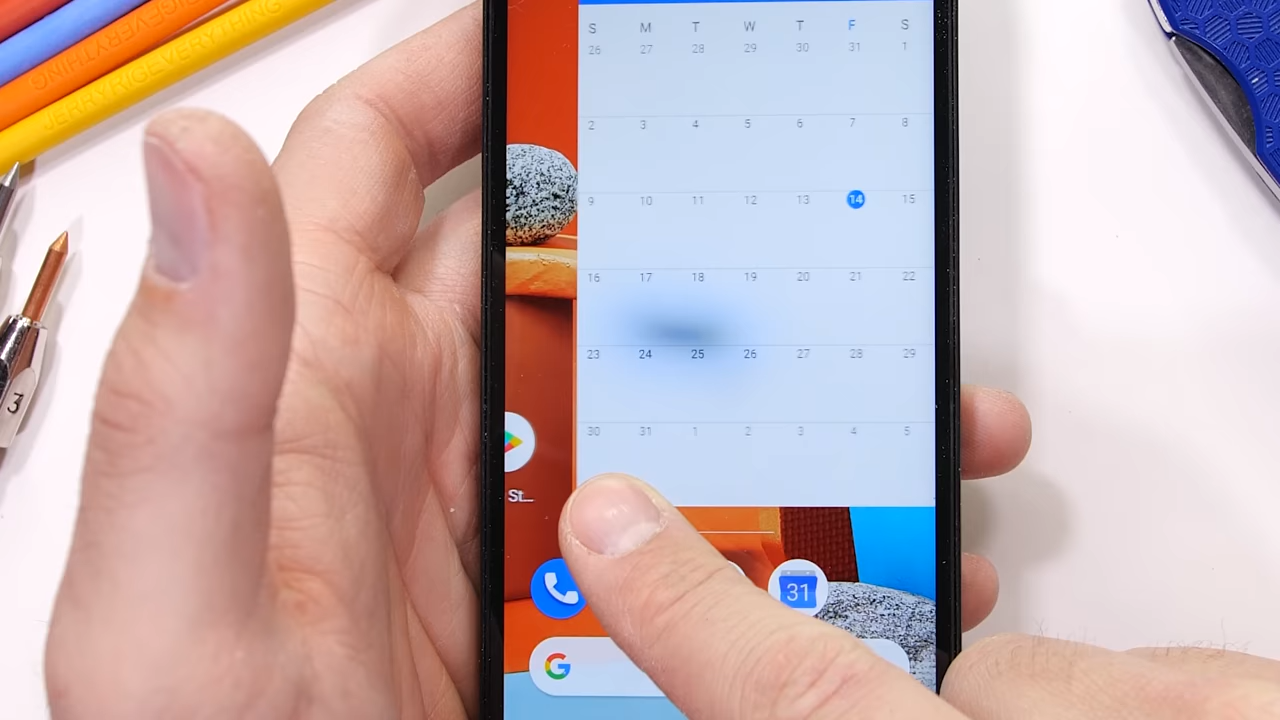 JERRYRIGEVERYTHING
JERRYRIGEVERYTHING
3
S M T W T F S
26 27 28 29 30 31 1
2 3 4 5 6 7 8
9 10 11 12 13 14 15
16 17 18 19 20 21 22
23 24 25 26 27 28 29
30 31 1 2 3 4 5
St...
31
G